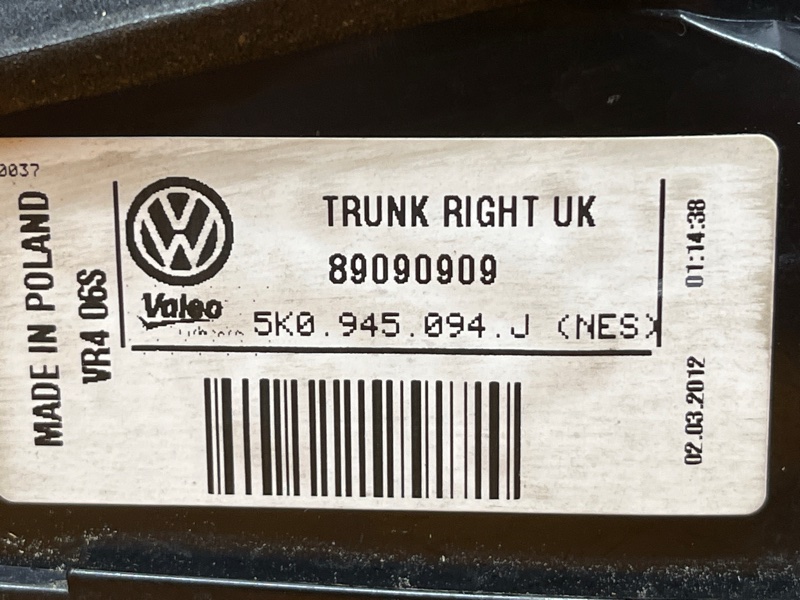 0037
MADE IN POLAND
VR4 06S
TRUNK RIGHT UK
89090909
Valeo
5K0.945.094.J (NES)
01:14:38
02.03.2012